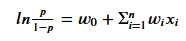 ln p/(1−p) = w0 + Σⁿᵢ₌₁ wᵢxᵢ